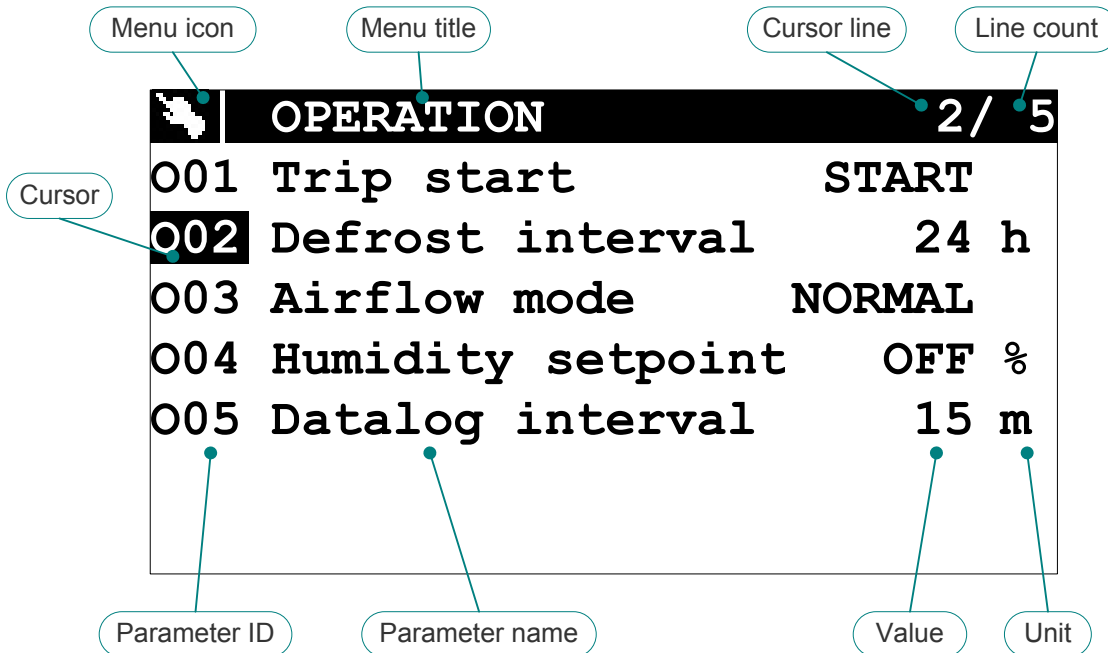 Menu icon Menu title Cursor line Line count
OPERATION 2/ 5
O01 Trip start START
Cursor
O02 Defrost interval 24 h
O03 Airflow mode NORMAL
O04 Humidity setpoint OFF %
O05 Datalog interval 15 m
Parameter ID Parameter name Value Unit